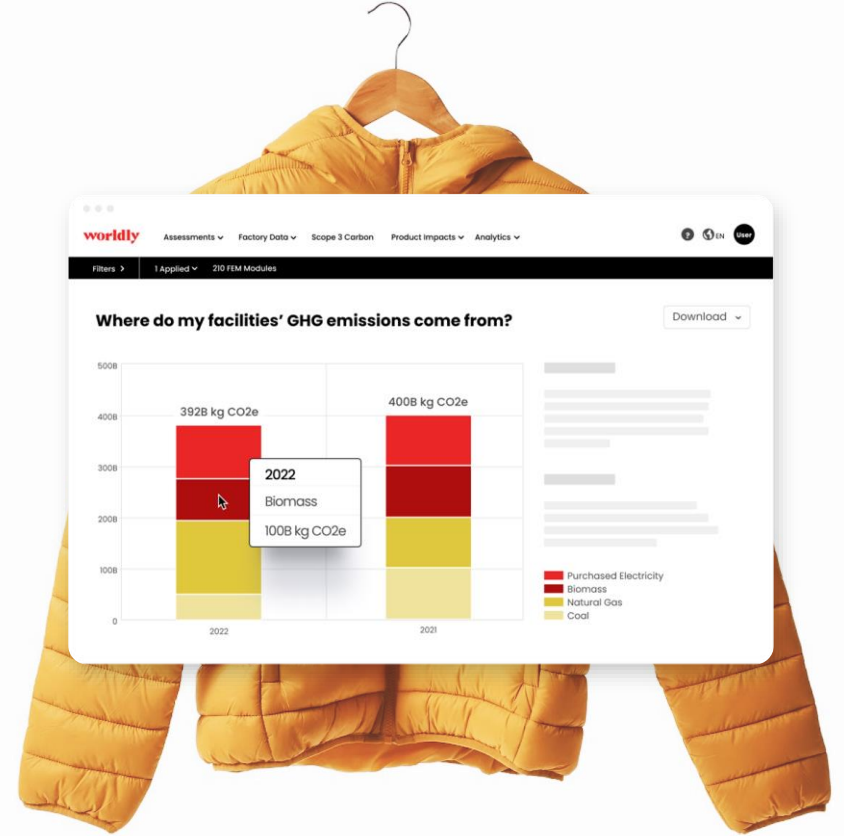 worldly
Assessments Factory Data Scope 3 Carbon Product Impacts Analytics ? EN User
Filters 1 Applied 210 FEM Modules
Where do my facilities’ GHG emissions come from?
Download
500B
400B
300B
200B
100B
0
392B kg CO2e
400B kg CO2e
2022
Biomass
100B kg CO2e
2022 2021
Purchased Electricity
Biomass
Natural Gas
Coal